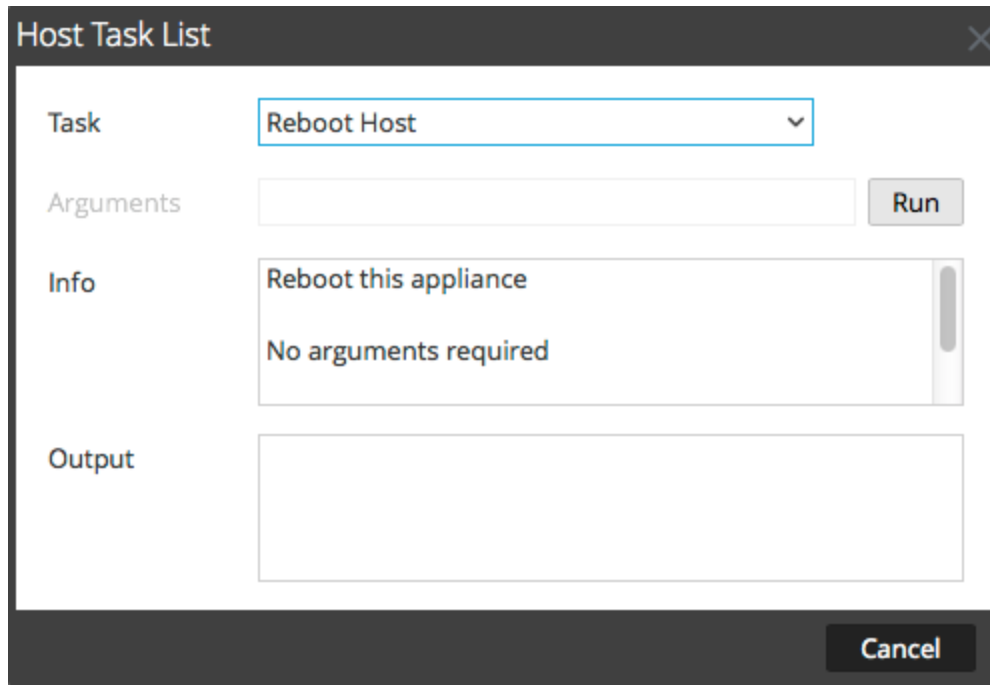 Host Task List
Task
Reboot Host
Arguments
Run
Info
Reboot this appliance
No arguments required
Output
Cancel